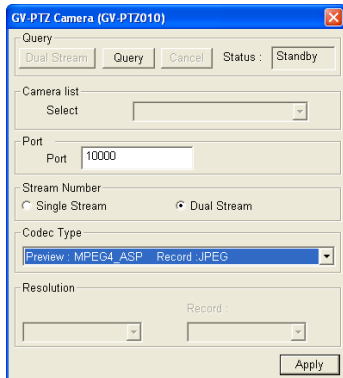 GV-PTZ Camera (GV-PTZ010)
Query
Dual Stream Query Cancel Status : Standby
Camera list
Select
Port
Port 10000
Stream Number
Single Stream Dual Stream
Codec Type
Preview : MPEG4_ASP Record :JPEG
Resolution
Record :
Apply